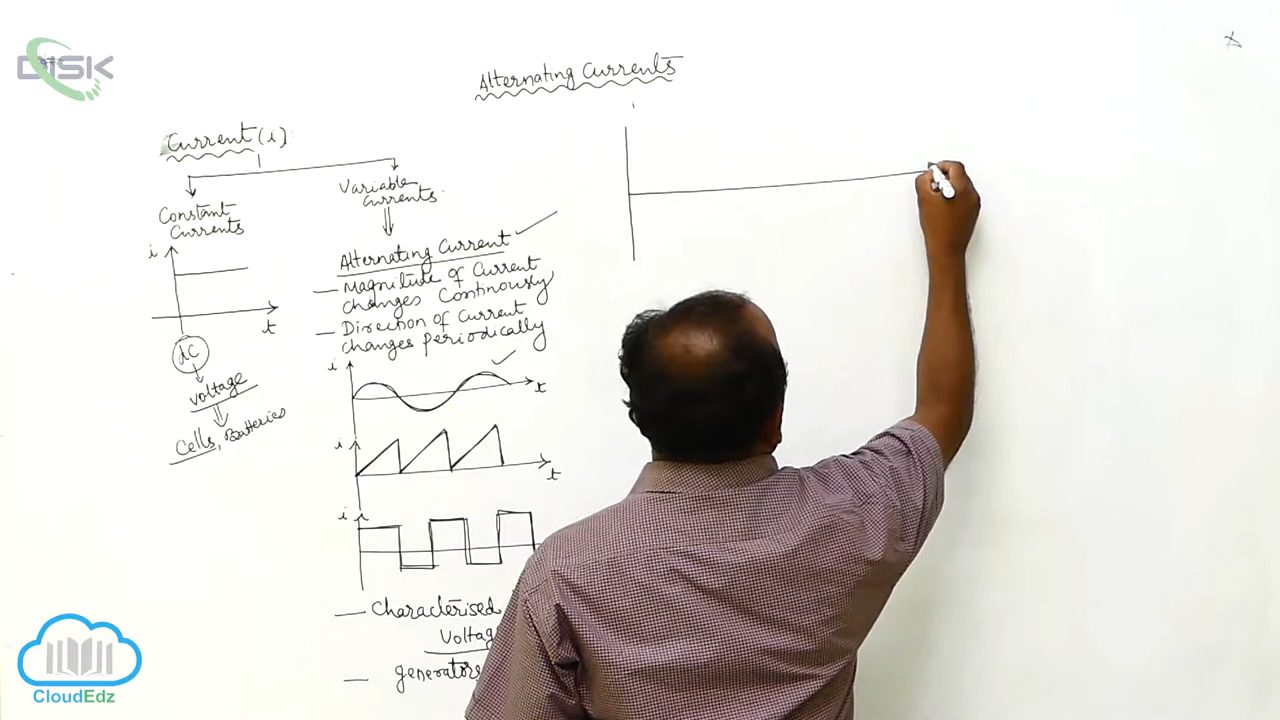 DISK
Alternating Currents
Current (i)
Constant
Currents
i
t
dC
voltage
Cells, Batteries
Variable
Currents
Alternating Current
— Magnitude of Current
changes Continously
— Direction of Current
changes periodically
i
t
i
t
i
— Characterised
Voltag
— generators
CloudEdz